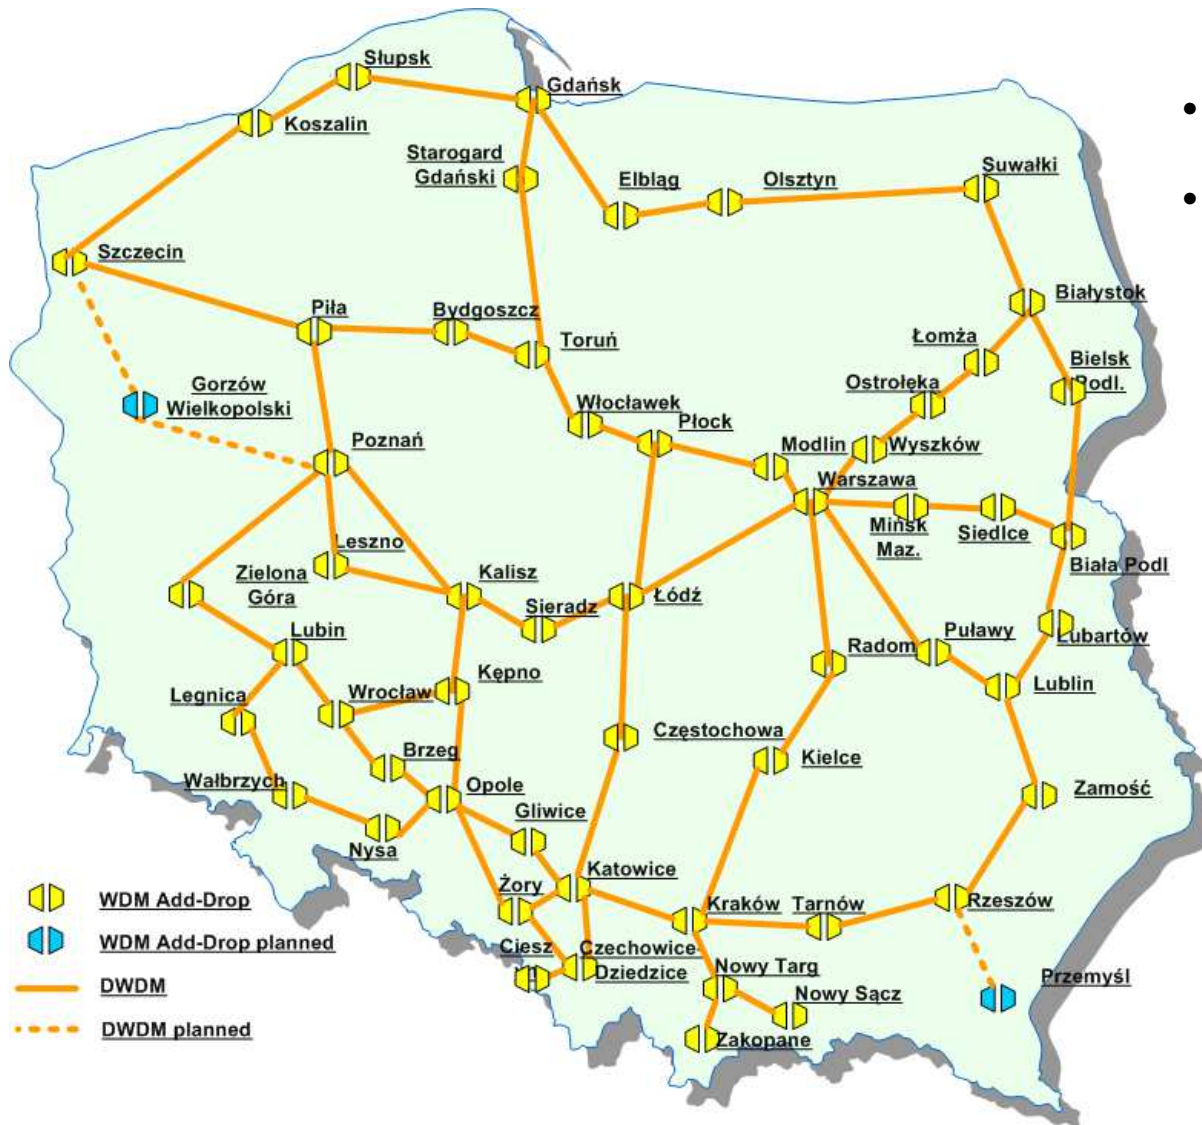 •
•
Słupsk
Gdańsk
Koszalin
Starogard
Gdański
Elbląg
Olsztyn
Suwałki
Szczecin
Piła
Bydgoszcz
Toruń
Białystok
Łomża
Bielsk
Podl.
Gorzów
Wielkopolski
Ostrołęka
Włocławek
Płock
Poznań
Modlin
Wyszków
Warszawa
Mińsk
Maz.
Siedlce
Biała Podl
Leszno
Zielona
Góra
Kalisz
Sieradz
Łódź
Lubin
Radom
Puławy
Lubartów
Kępno
Lublin
Legnica
Wrocław
Częstochowa
Brzeg
Kielce
Wałbrzych
Opole
Zamość
Gliwice
Nysa
Żory
Katowice
Kraków
Tarnów
Rzeszów
Ciesz
Czechowice-
Dziedzice
Nowy Targ
Przemyśl
Nowy Sącz
Zakopane
WDM Add-Drop
WDM Add-Drop planned
DWDM
DWDM planned